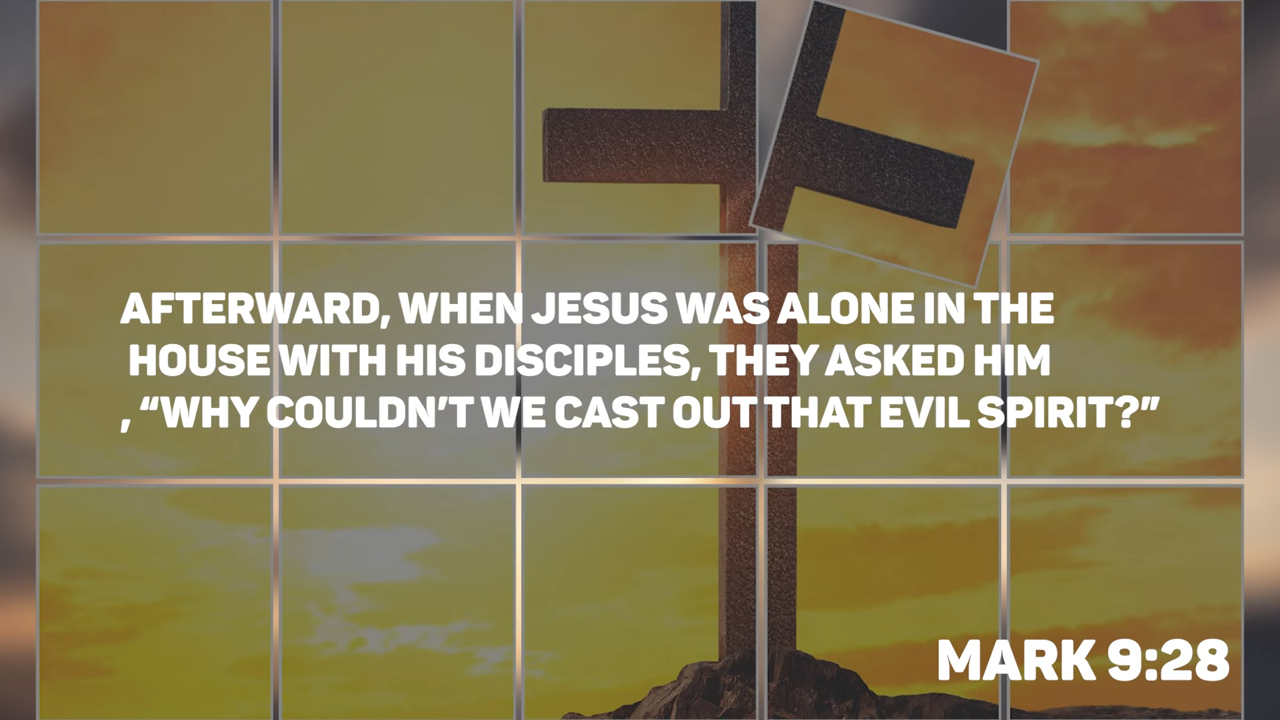 AFTERWARD, WHEN JESUS WAS ALONE IN THE
HOUSE WITH HIS DISCIPLES, THEY ASKED HIM
, “WHY COULDN’T WE CAST OUT THAT EVIL SPIRIT?”
MARK 9:28